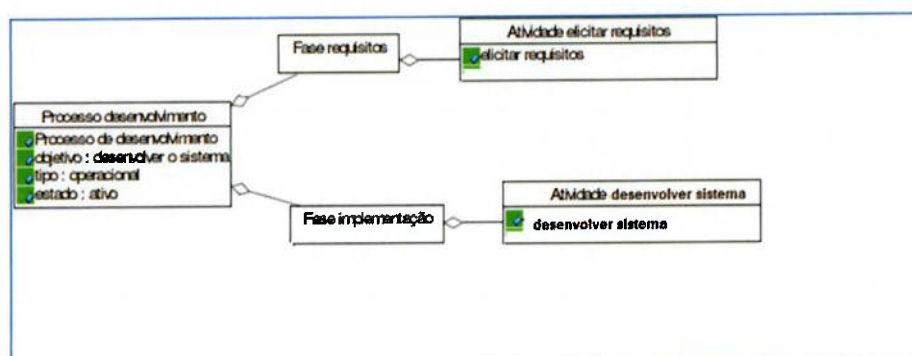 Fase requisitos
Atividade elicitar requisitos
elicitar requisitos
Processo desenvolvimento
Processo de desenvolvimento
objetivo : desenvolver o sistema
tipo : operacional
estado : ativo
Fase implementação
Atividade desenvolver sistema
desenvolver sistema